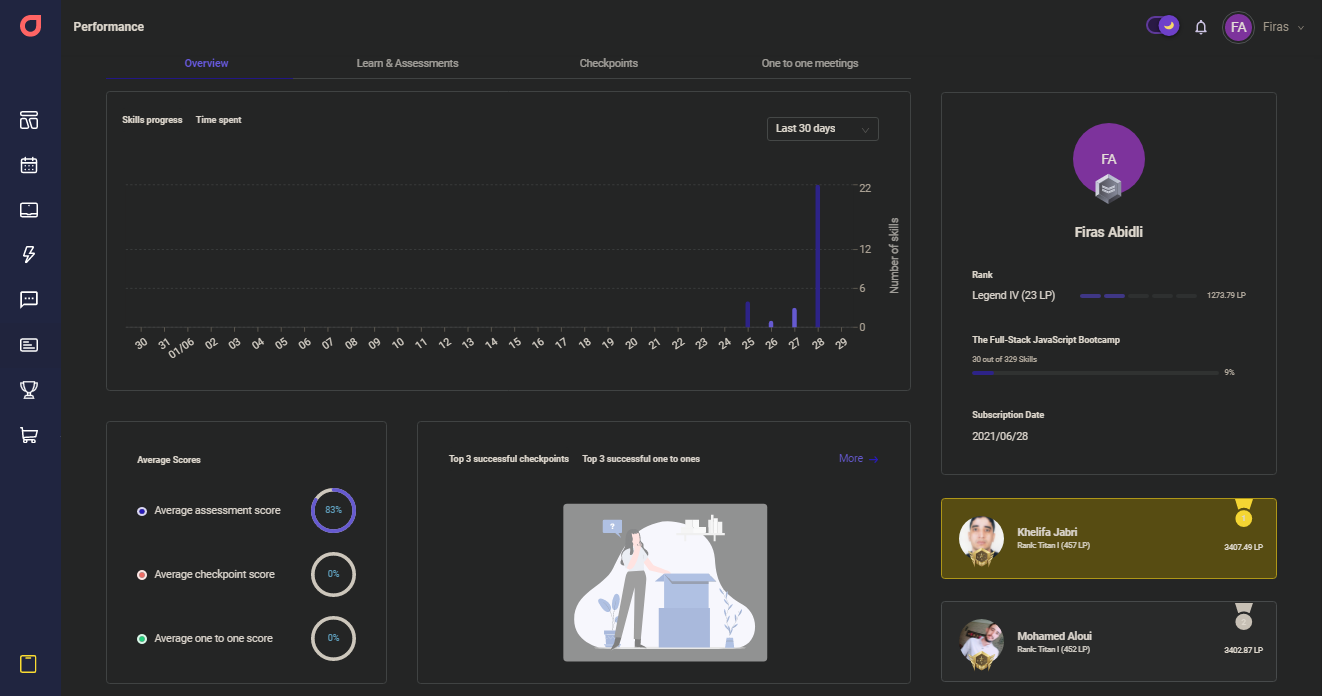 Performance
FA
Firas
Overview
Learn & Assessments
Checkpoints
One to one meetings
Skills progress
Time spent
Last 30 days
22
12
6
0
Number of skills
30 31 01/06 02 03 04 05 06 07 08 09 10 11 12 13 14 15 16 17 18 19 20 21 22 23 24 25 26 27 28 29
FA
Firas Abidli
Rank
Legend IV (23 LP)
1273.79 LP
The Full-Stack JavaScript Bootcamp
30 out of 329 Skills
9%
Subscription Date
2021/06/28
Average Scores
Average assessment score
83%
Average checkpoint score
0%
Average one to one score
0%
Top 3 successful checkpoints
Top 3 successful one to ones
More →
?
Khelifa Jabri
Rank: Titan I (457 LP)
1
3407.49 LP
Mohamed Aloui
Rank: Titan I (452 LP)
2
3402.87 LP